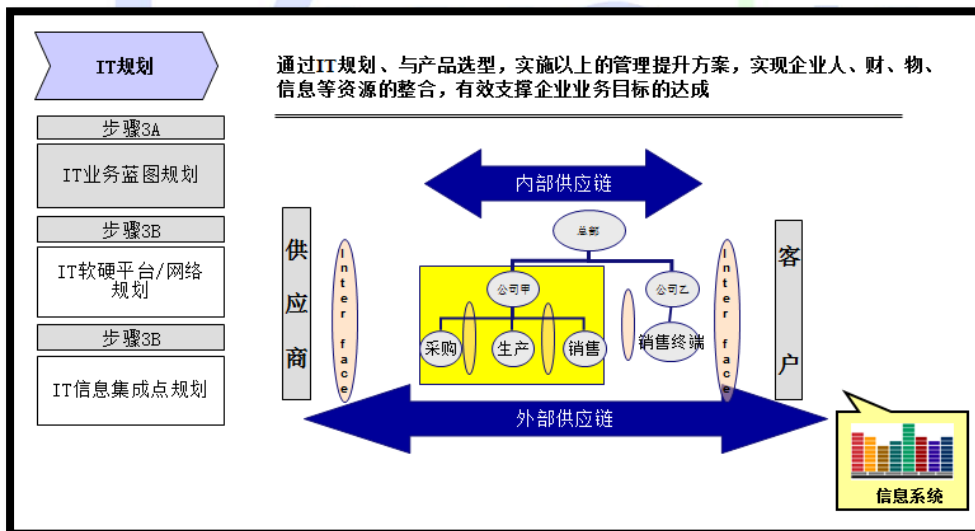 IT规划
通过IT规划、与产品选型，实施以上的管理提升方案，实现企业人、财、物、
信息等资源的整合，有效支撑企业业务目标的达成
步骤3A
IT业务蓝图规划
步骤3B
IT软硬平台/网络
规划
步骤3B
IT信息集成点规划
内部供应链
供应商
Inter face
总部
公司甲
公司乙
采购
生产
销售
销售终端
Inter face
客户
外部供应链
信息系统